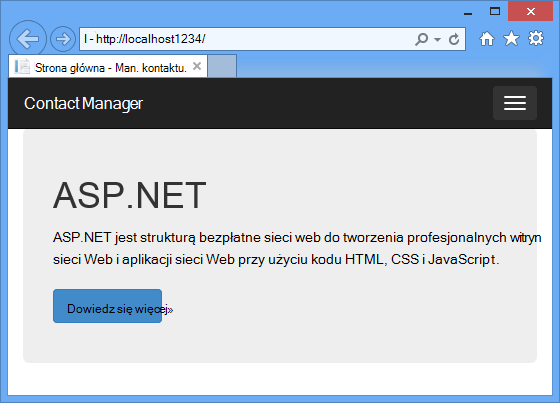 I - http://localhost1234/
Strona główna - Man. kontaktu.
Contact Manager
ASP.NET
ASP.NET jest strukturą bezpłatne sieci web do tworzenia profesjonalnych witryn
sieci Web i aplikacji sieci Web przy użyciu kodu HTML, CSS i JavaScript.
Dowiedz się więcej»